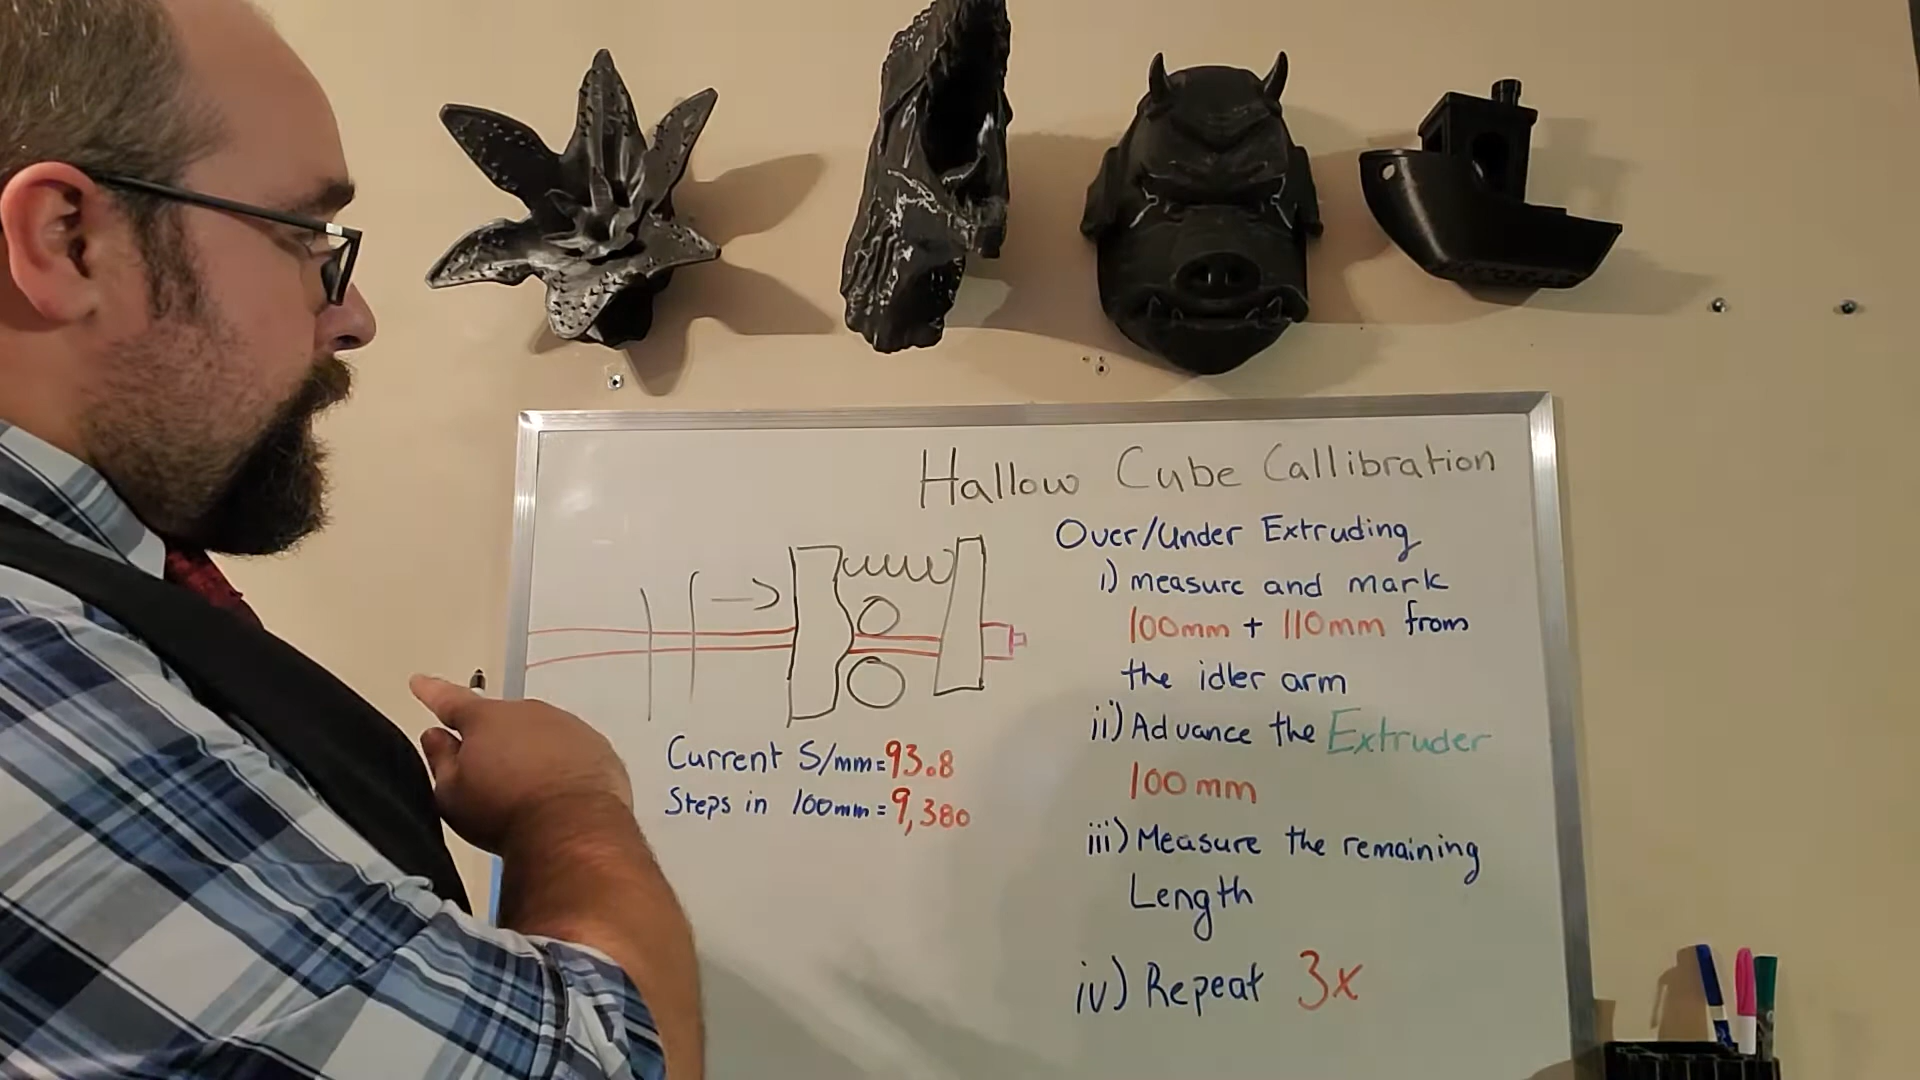 Hallow Cube Callibration
Over/Under Extruding
i) measure and mark
100mm + 110mm from
the idler arm
ii) Advance the Extruder
100mm
iii) Measure the remaining
Length
iv) Repeat 3x
Current S/mm=93.8
Steps in 100mm=9,380